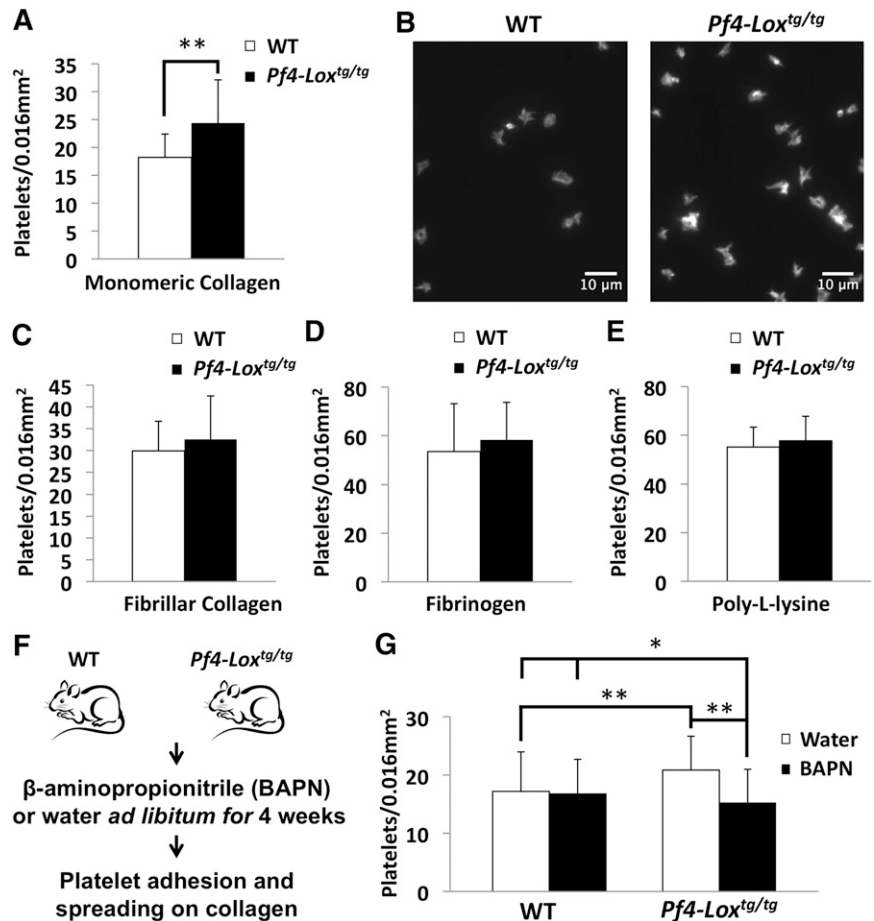 A
WT
Pf4-Lox^tg/tg
**
Platelets/0.016mm²
35
30
25
20
15
10
5
0
Monomeric Collagen
B
WT
Pf4-Lox^tg/tg
10 µm
10 µm
C
WT
Pf4-Lox^tg/tg
Platelets/0.016mm²
45
40
35
30
25
20
15
10
5
0
Fibrillar Collagen
D
WT
Pf4-Lox^tg/tg
Platelets/0.016mm²
80
60
40
20
0
Fibrinogen
E
WT
Pf4-Lox^tg/tg
Platelets/0.016mm²
80
60
40
20
0
Poly-L-lysine
F
WT Pf4-Lox^tg/tg
β-aminopropionitrile (BAPN)
or water ad libitum for 4 weeks
Platelet adhesion and
spreading on collagen
G
*
**
**
Water
BAPN
Platelets/0.016mm²
30
20
10
0
WT Pf4-Lox^tg/tg